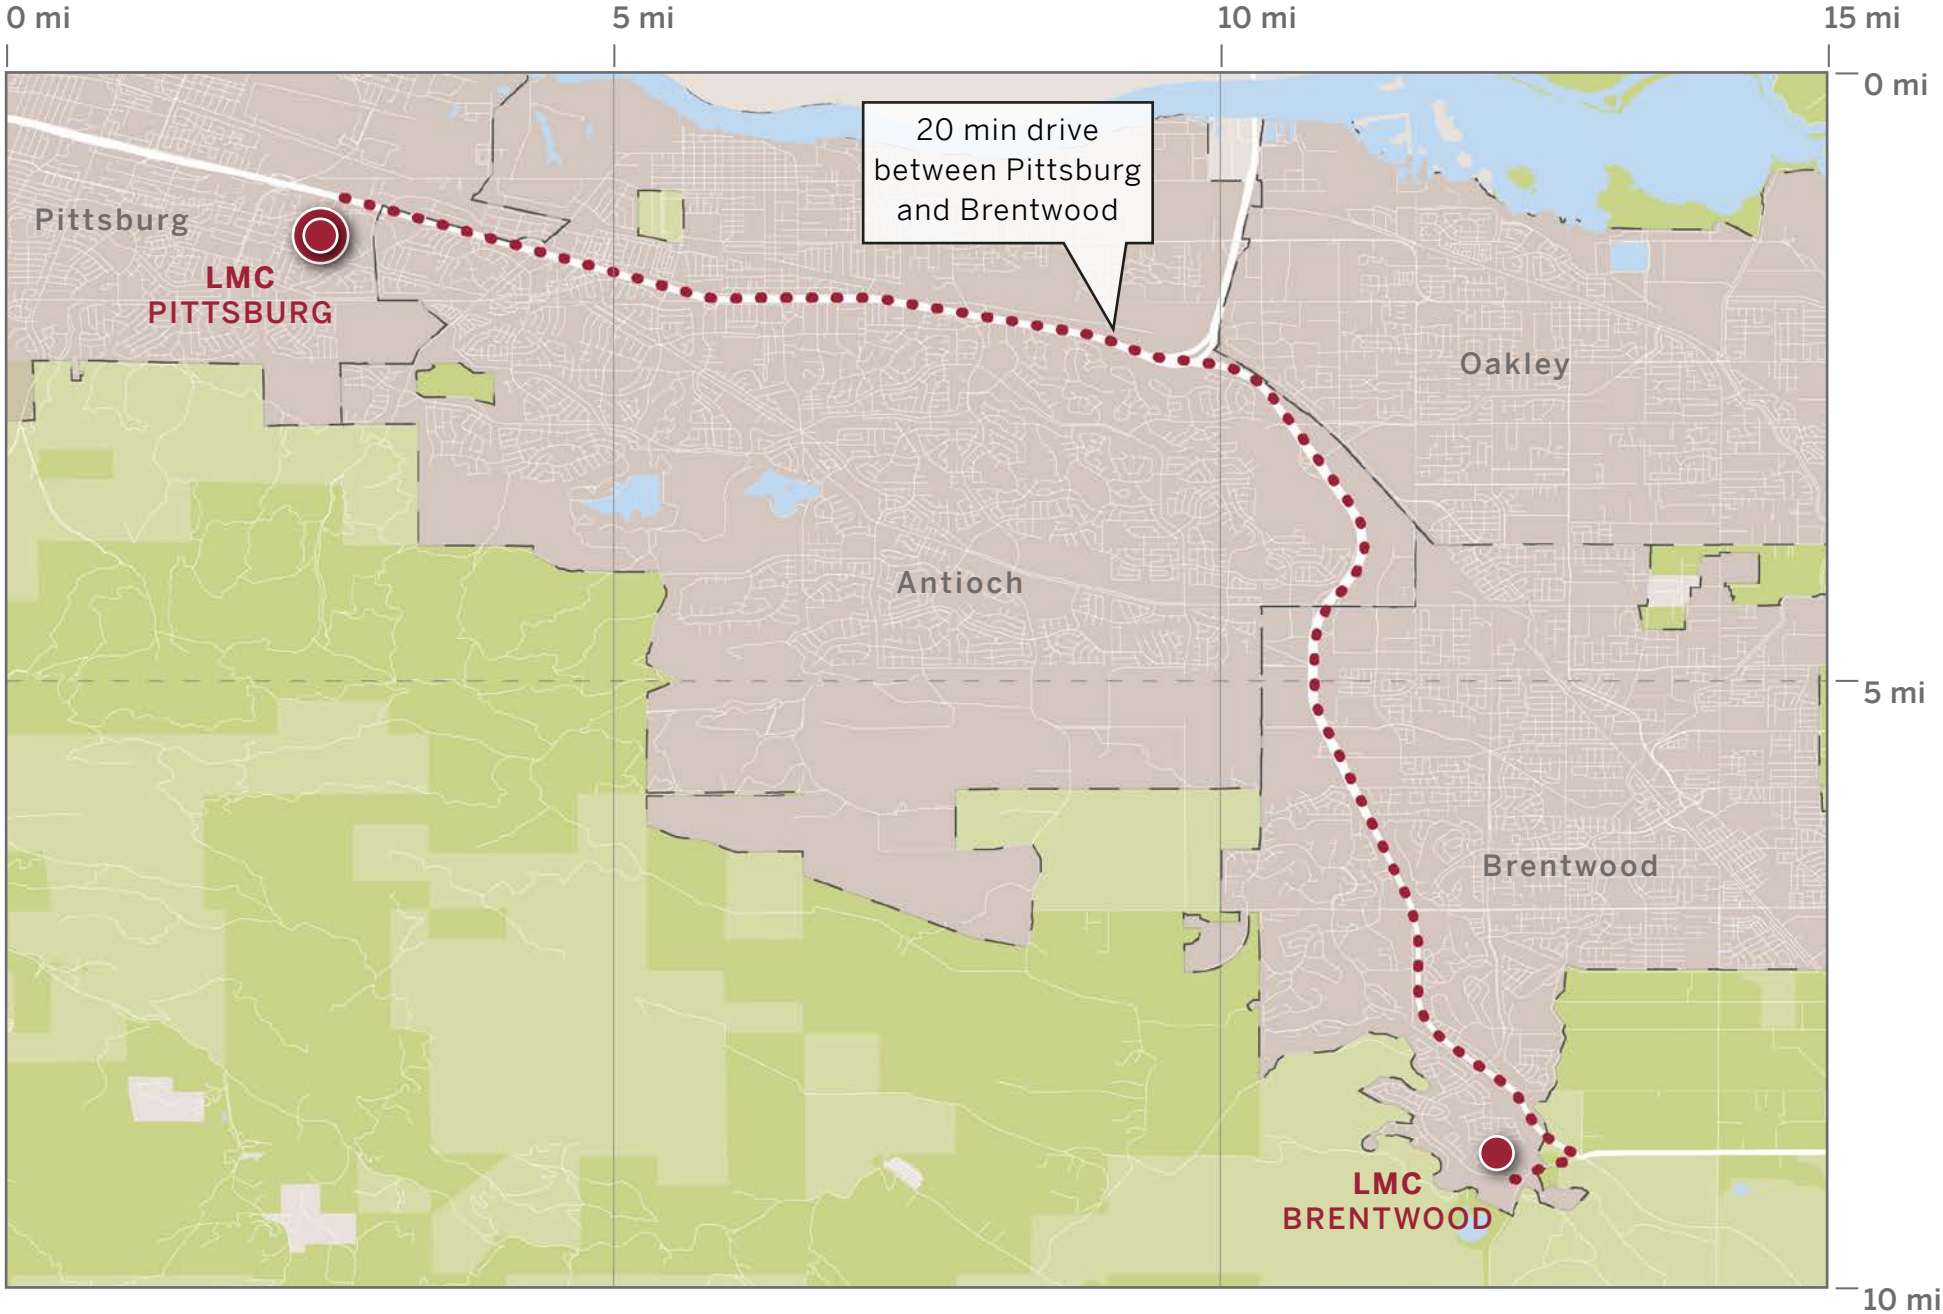 0 mi
5 mi
10 mi
15 mi
0 mi
20 min drive
between Pittsburg
and Brentwood
Pittsburg
LMC
PITTSBURG
Oakley
Antioch
5 mi
Brentwood
LMC
BRENTWOOD
10 mi